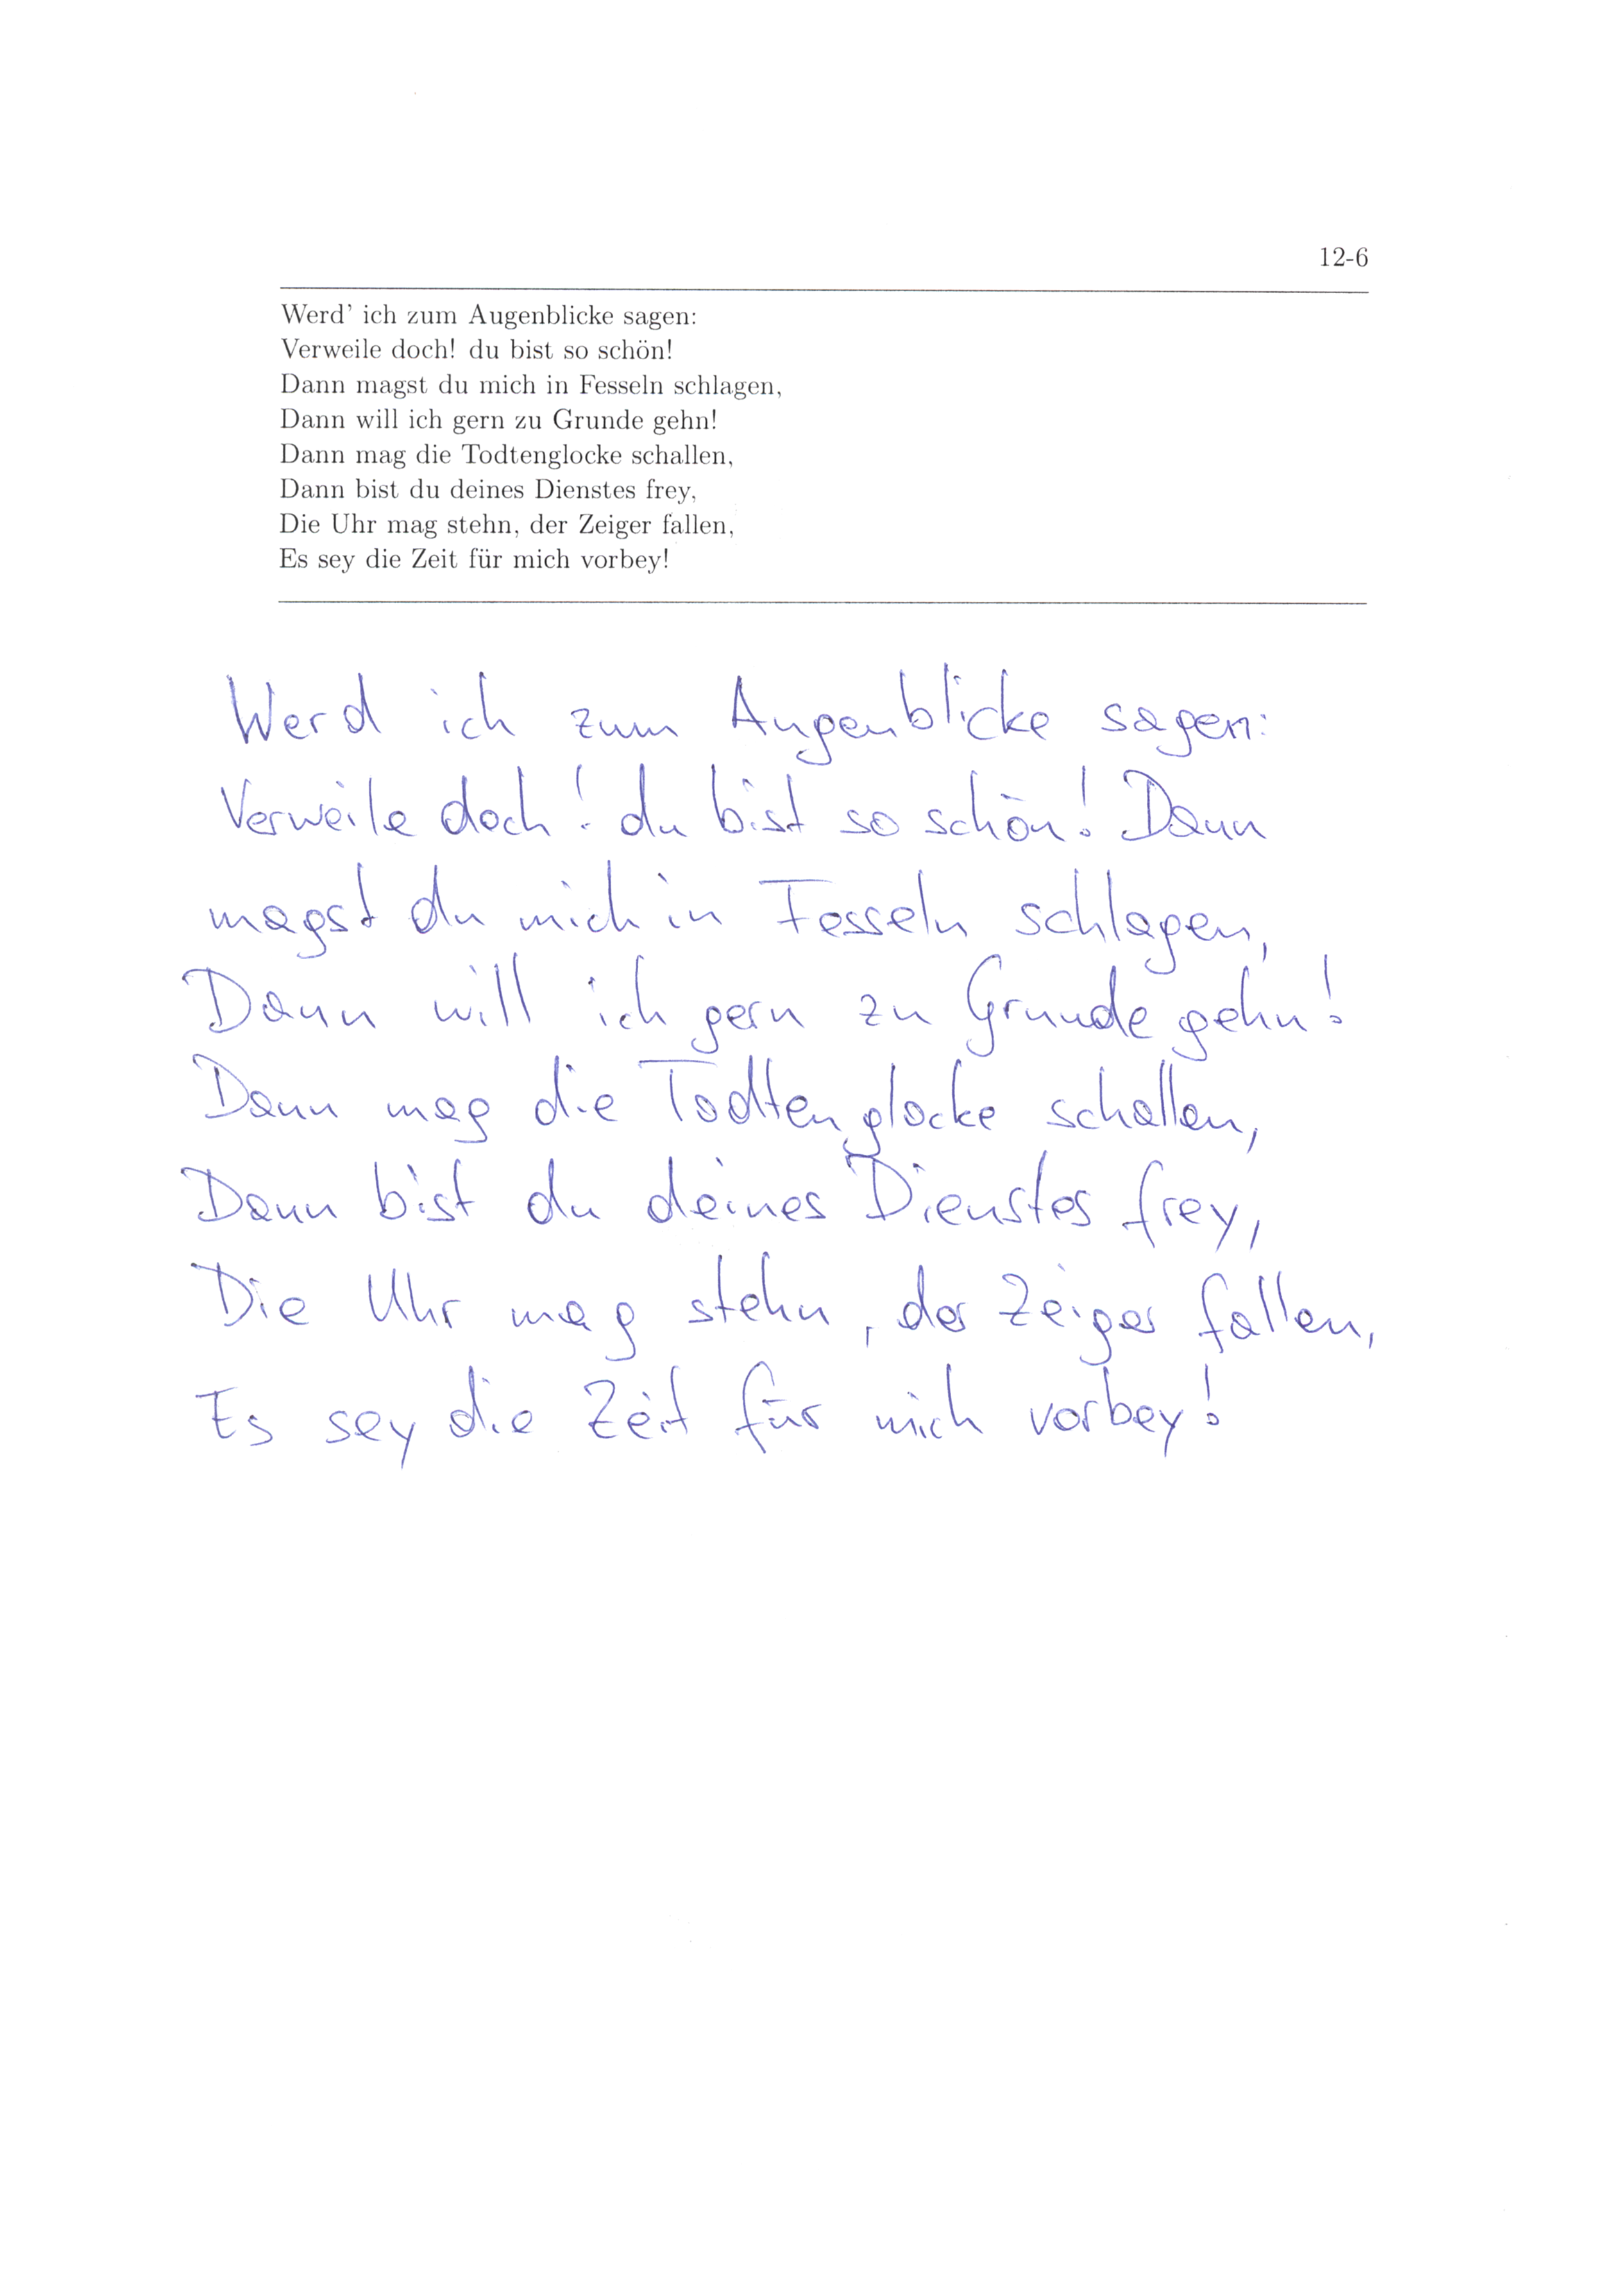 12-6
Werd' ich zum Augenblicke sagen:
Verweile doch! du bist so schön!
Dann magst du mich in Fesseln schlagen,
Dann will ich gern zu Grunde gehn!
Dann mag die Todtenglocke schallen,
Dann bist du deines Dienstes frey,
Die Uhr mag stehn, der Zeiger fallen,
Es sey die Zeit für mich vorbey!
Werd ich zum Augenblicke sagen:
Verweile doch! du bist so schön! Dann
magst du mich in Fesseln schlagen,
Dann will ich gern zu Grunde gehn!
Dann mag die Todtenglocke schallen,
Dann bist du deines Dienstes frey,
Die Uhr mag stehn, der Zeiger fallen,
Es sey die Zeit für mich vorbey!